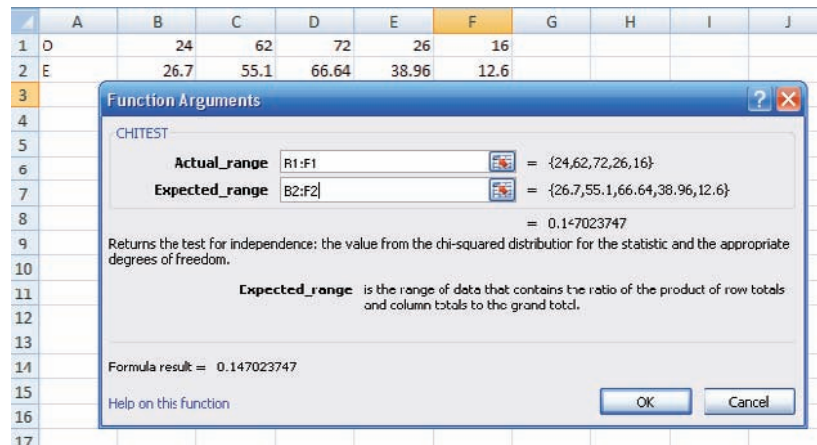 A B C D E F G H I J
1 O 24 62 72 26 16
2 E 26.7 55.1 66.64 38.96 12.6
3 Function Arguments ?
4
5 CHITEST
6 Actual_range B1:F1 = {24,62,72,26,16}
7 Expected_range B2:F2 = {26.7,55.1,66.64,38.96,12.6}
8 = 0.147023747
9 Returns the test for independence: the value from the chi-squared distribution for the statistic and the appropriate
10 degrees of freedom.
11 Expected_range is the range of data that contains the ratio of the product of row totals
12 and column totals to the grand total.
13
14 Formula result = 0.147023747
15 Help on this function OK Cancel
16
17